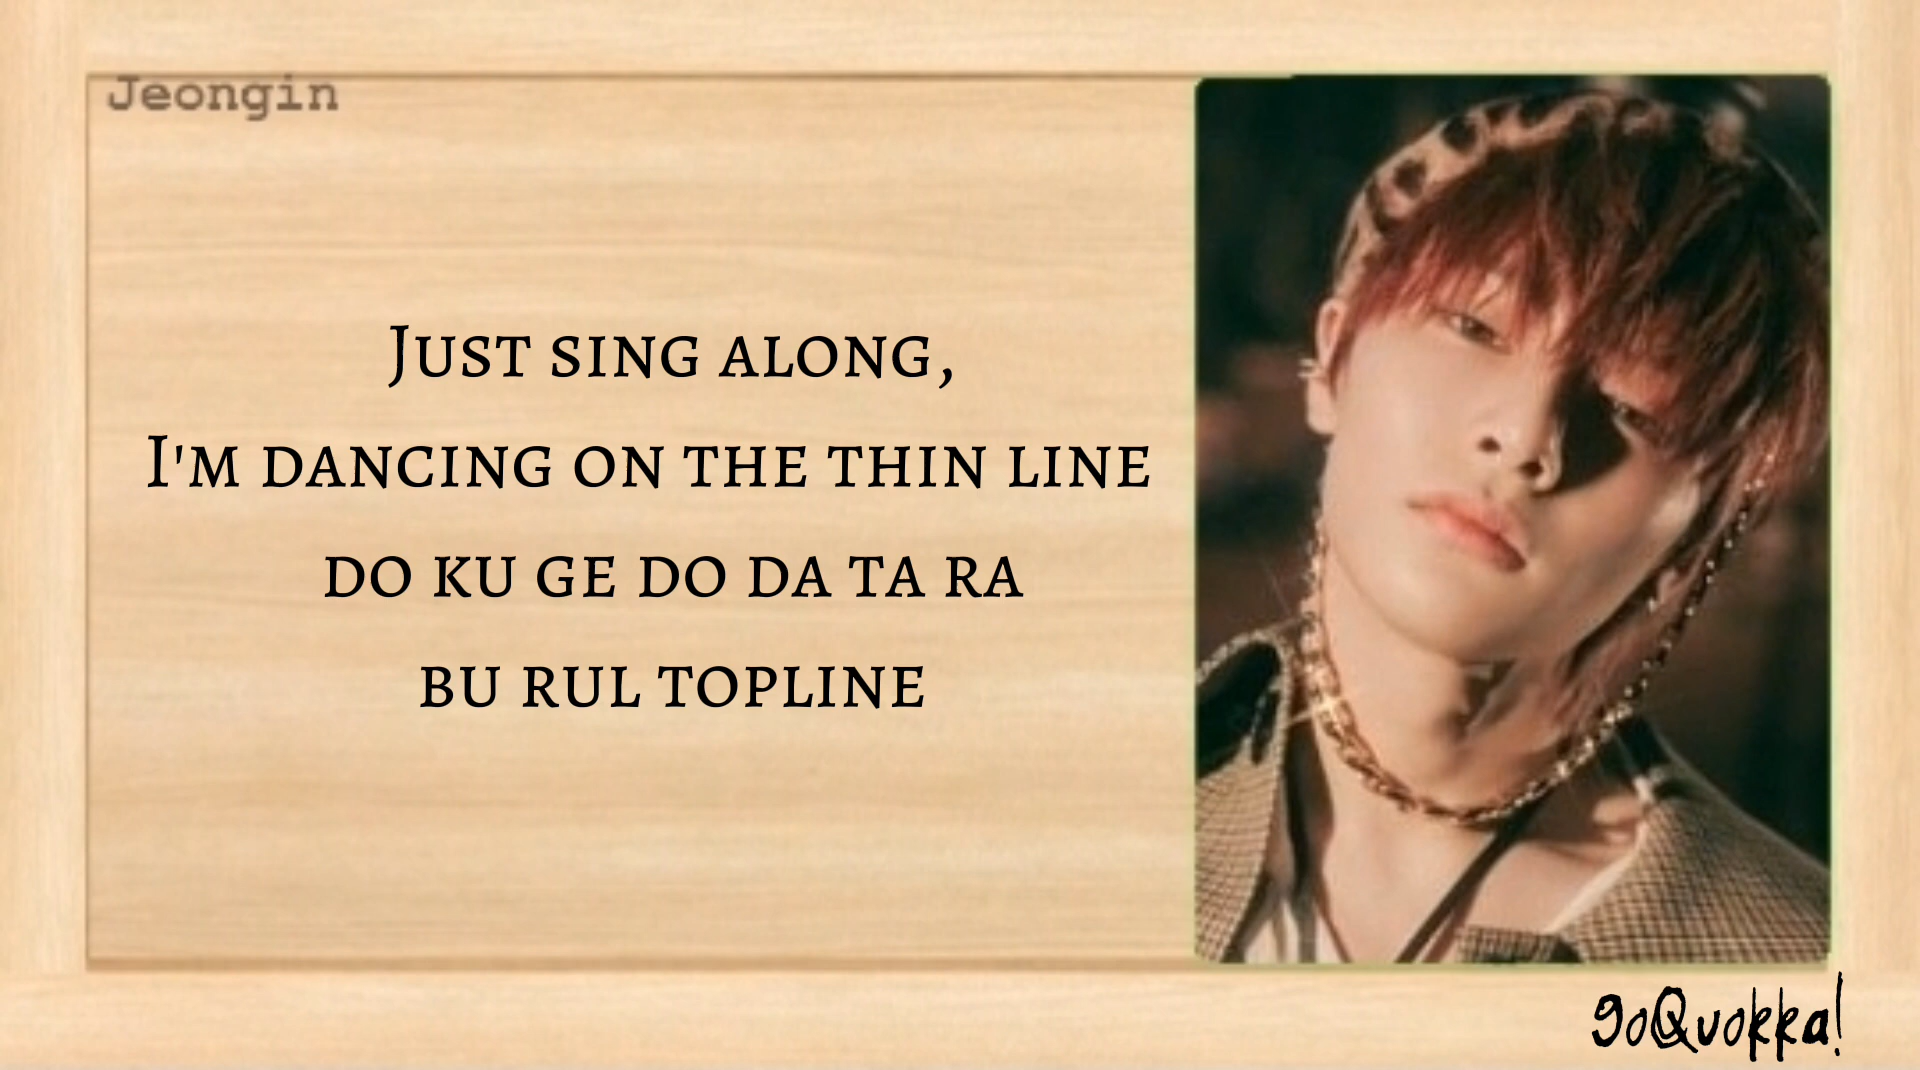 Jeongin
Just sing along,
I'm dancing on the thin line
do ku ge do da ta ra
bu rul topline
goQuokka!